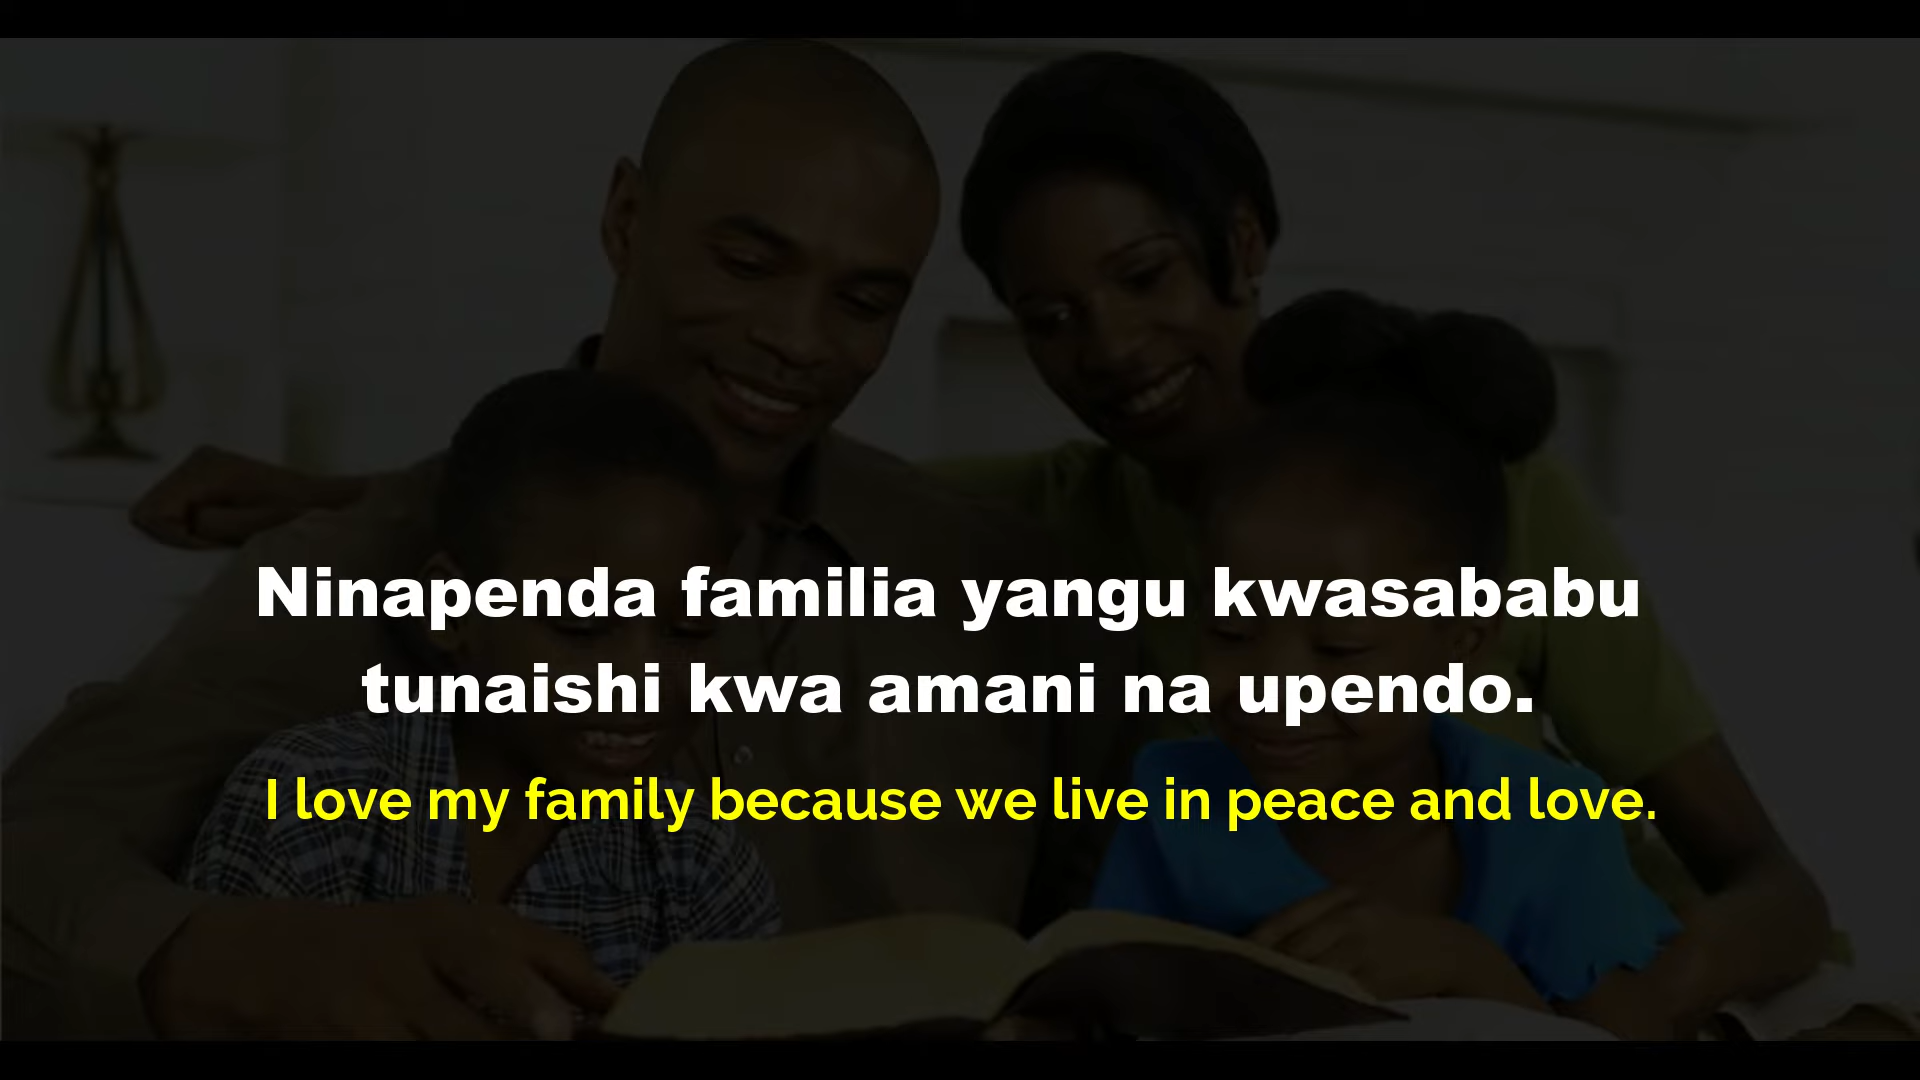 Ninapenda familia yangu kwasababu
tunaishi kwa amani na upendo.
I love my family because we live in peace and love.